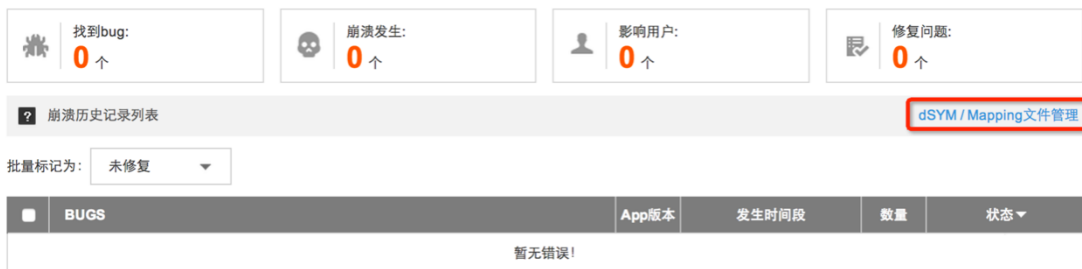 找到bug:
0 个
崩溃发生:
0 个
影响用户:
0 个
修复问题:
0 个
? 崩溃历史记录列表
dSYM / Mapping文件管理
批量标记为: 未修复
BUGS App版本 发生时间段 数量 状态
暂无错误!